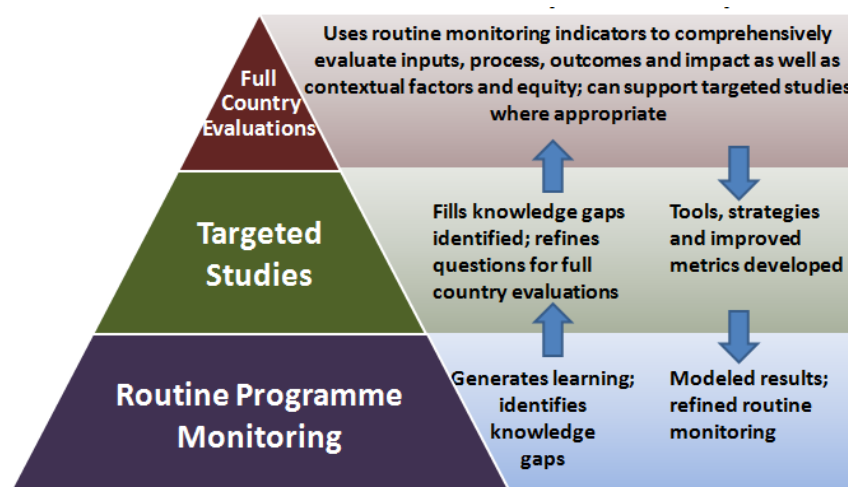 Full
Country
Evaluations
Uses routine monitoring indicators to comprehensively
evaluate inputs, process, outcomes and impact as well as
contextual factors and equity; can support targeted studies
where appropriate
Targeted
Studies
Fills knowledge gaps
identified; refines
questions for full
country evaluations
Tools, strategies
and improved
metrics developed
Routine Programme
Monitoring
Generates learning;
identifies
knowledge
gaps
Modeled results;
refined routine
monitoring